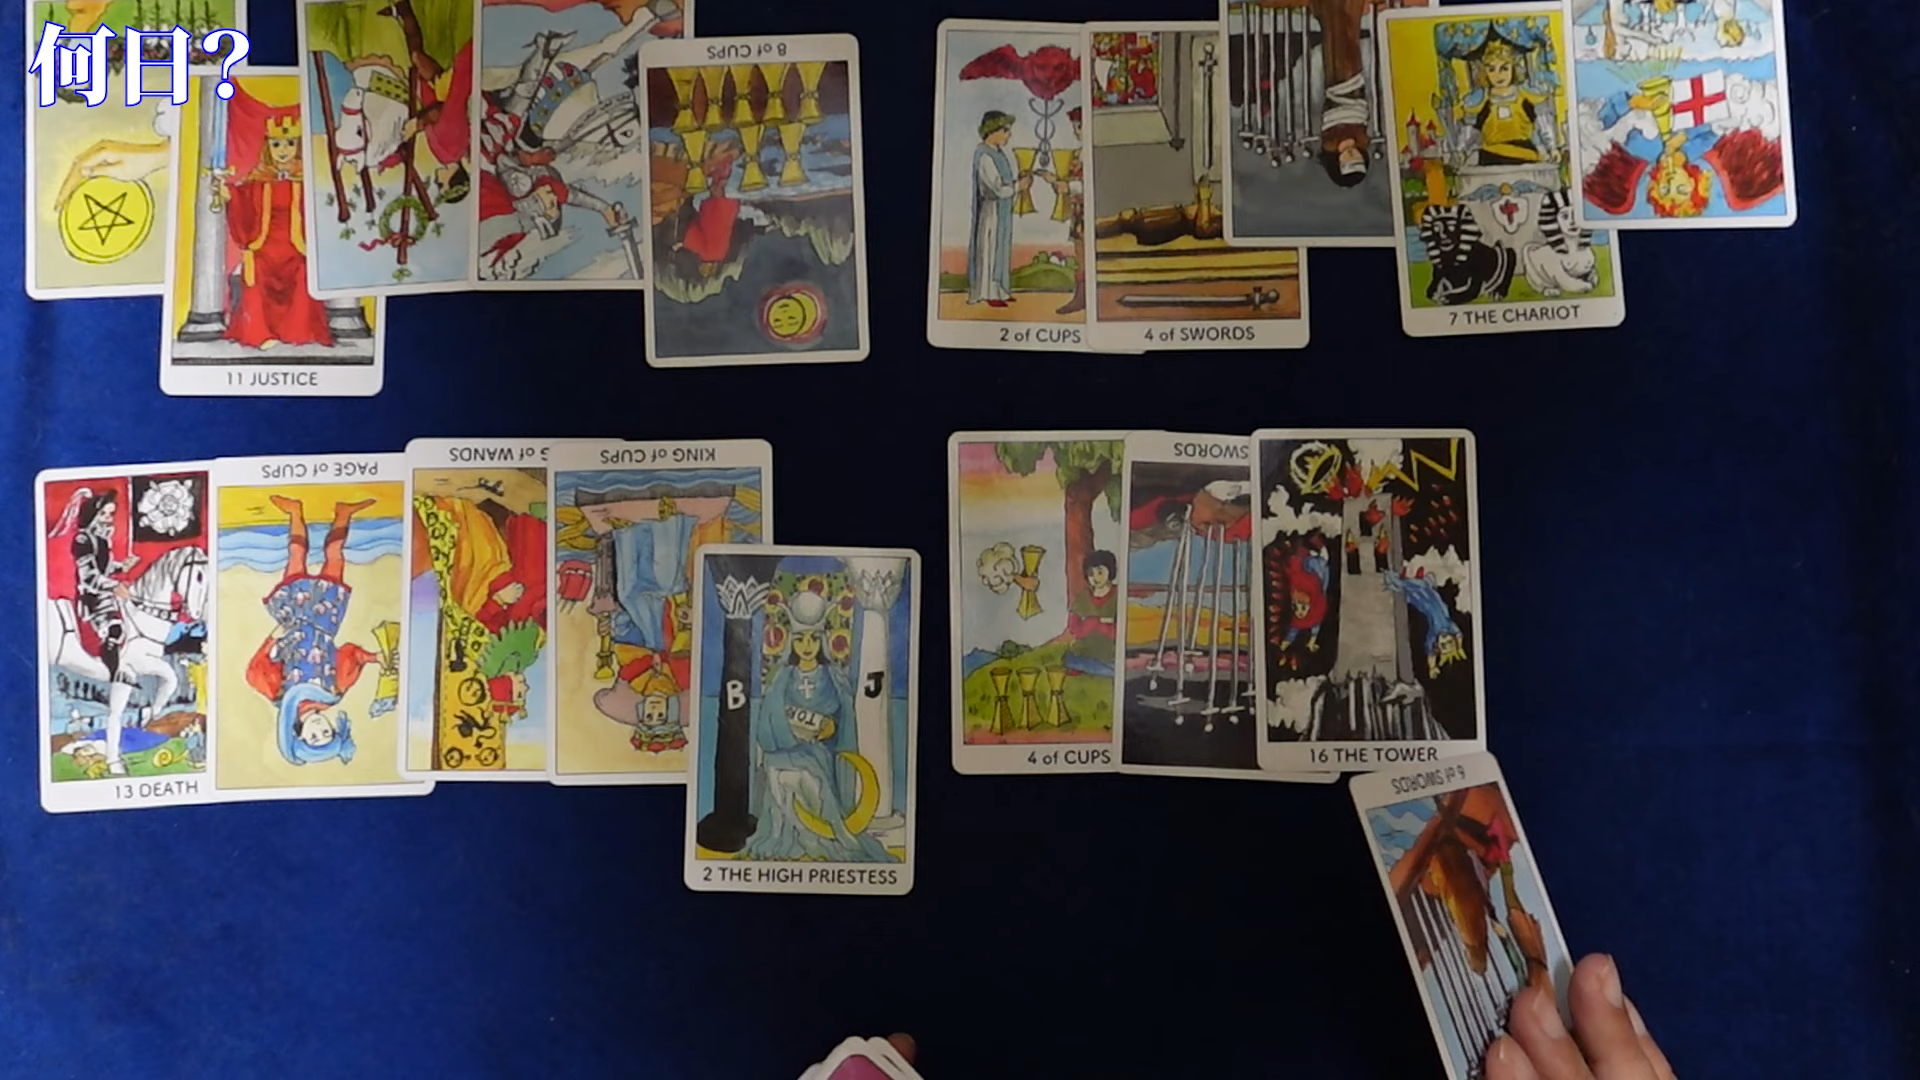 何日?
8 of CUPS
2 of CUPS
4 of SWORDS
7 THE CHARIOT
11 JUSTICE
13 DEATH
PAGE of CUPS
of WANDS
KING of CUPS
B
J
TOR
2 THE HIGH PRIESTESS
4 of CUPS
SWORDS
16 THE TOWER
6 of SWORDS